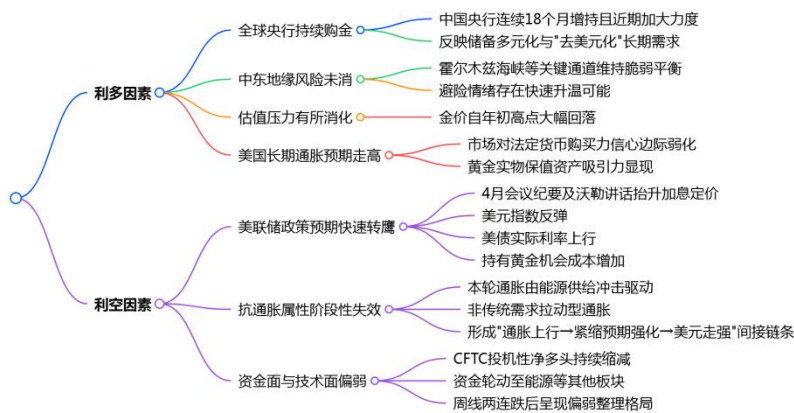 利多因素
全球央行持续购金
中国央行连续18个月增持且近期加大力度
反映储备多元化与"去美元化"长期需求
中东地缘风险未消
霍尔木兹海峡等关键通道维持脆弱平衡
避险情绪存在快速升温可能
估值压力有所消化
金价自年初高点大幅回落
美国长期通胀预期走高
市场对法定货币购买力信心边际弱化
黄金实物保值资产吸引力显现
利空因素
美联储政策预期快速转鹰
4月会议纪要及沃勒讲话抬升加息定价
美元指数反弹
美债实际利率上行
持有黄金机会成本增加
抗通胀属性阶段性失效
本轮通胀由能源供给冲击驱动
非传统需求拉动型通胀
形成"通胀上行→紧缩预期强化→美元走强"间接链条
资金面与技术面偏弱
CFTC投机性净多头持续缩减
资金轮动至能源等其他板块
周线两连跌后呈现偏弱整理格局